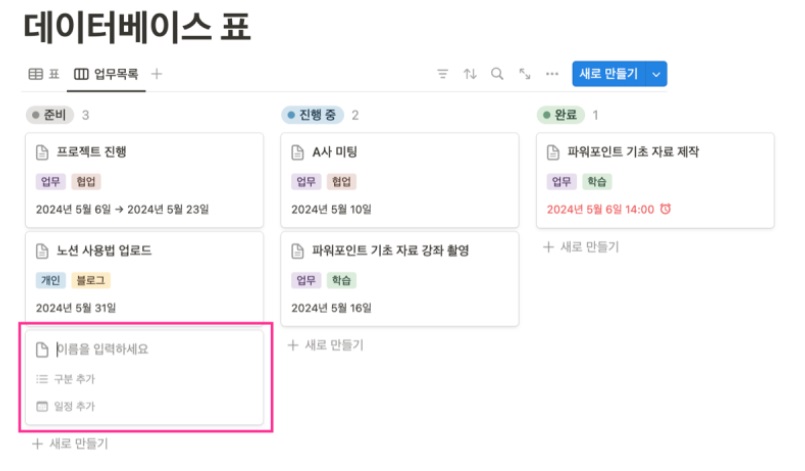 데이터베이스 표
표 업무목록
새로 만들기
준비 3
프로젝트 진행
업무 협업
2024년 5월 6일 → 2024년 5월 23일
노션 사용법 업로드
개인 블로그
2024년 5월 31일
이름을 입력하세요
구분 추가
일정 추가
+ 새로 만들기
진행 중 2
A사 미팅
업무 협업
2024년 5월 10일
파워포인트 기초 자료 강좌 촬영
업무 학습
2024년 5월 16일
+ 새로 만들기
완료 1
파워포인트 기초 자료 제작
업무 학습
2024년 5월 6일 14:00
+ 새로 만들기